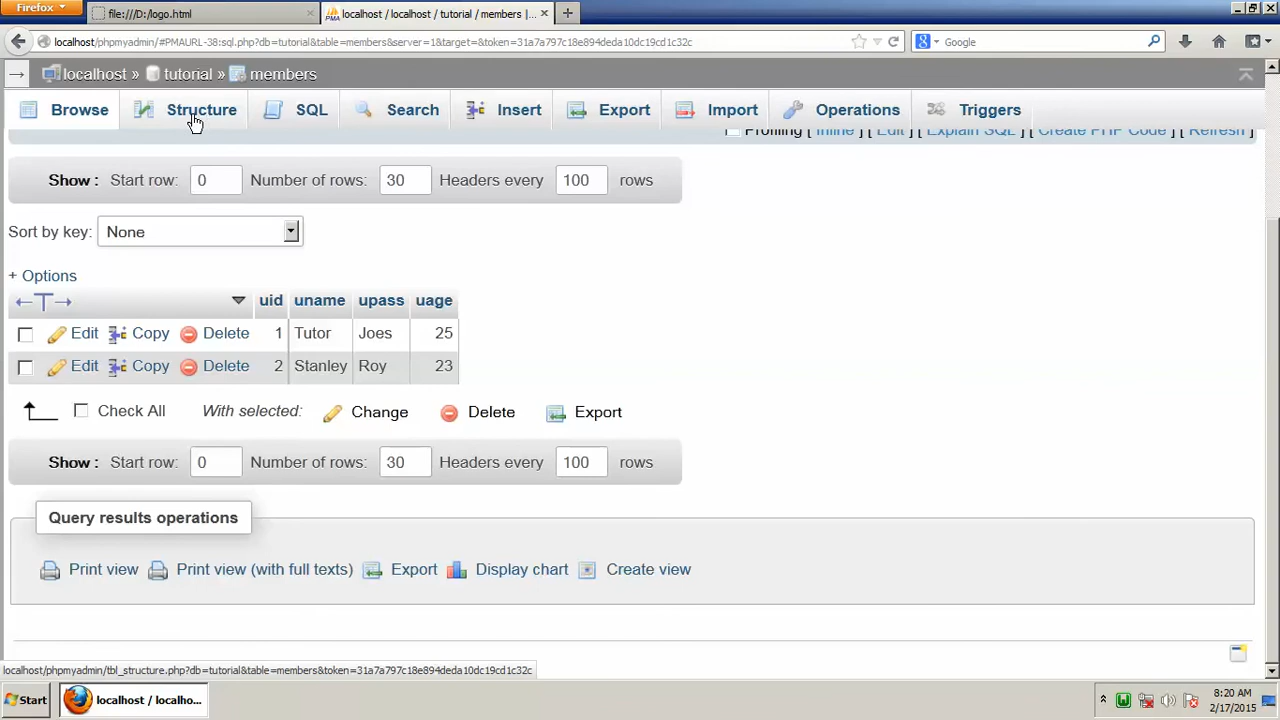 Firefox
file:///D:/logo.html
localhost / localhost / tutorial / members | ...
localhost/phpmyadmin/#PMAURL-38:sql.php?db=tutorial&table=members&server=1&target=&token=31a7a797c18e894deda10dc19cd1c32c
Google
localhost » tutorial » members
Browse Structure SQL Search Insert Export Import Operations Triggers
Profiling [ Inline ] [ Edit ] [ Explain SQL ] [ Create PHP Code ] [ Refresh ]
Show : Start row: 0 Number of rows: 30 Headers every 100 rows
Sort by key: None
+ Options
←T→ uid uname upass uage
Edit Copy Delete 1 Tutor Joes 25
Edit Copy Delete 2 Stanley Roy 23
Check All With selected: Change Delete Export
Show : Start row: 0 Number of rows: 30 Headers every 100 rows
Query results operations
Print view Print view (with full texts) Export Display chart Create view
localhost/phpmyadmin/tbl_structure.php?db=tutorial&table=members&token=31a7a797c18e894deda10dc19cd1c32c
Start localhost / localho... 8:20 AM
2/17/2015